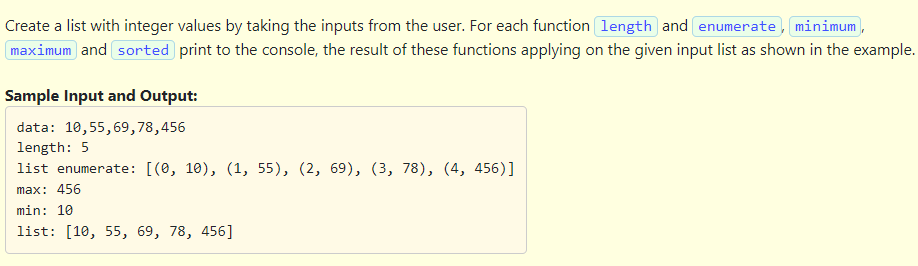 Create a list with integer values by taking the inputs from the user. For each function length and enumerate, minimum,
maximum and sorted print to the console, the result of these functions applying on the given input list as shown in the example.
Sample Input and Output:
data: 10,55,69,78,456
length: 5
list enumerate: [(0, 10), (1, 55), (2, 69), (3, 78), (4, 456)]
max: 456
min: 10
list: [10, 55, 69, 78, 456]